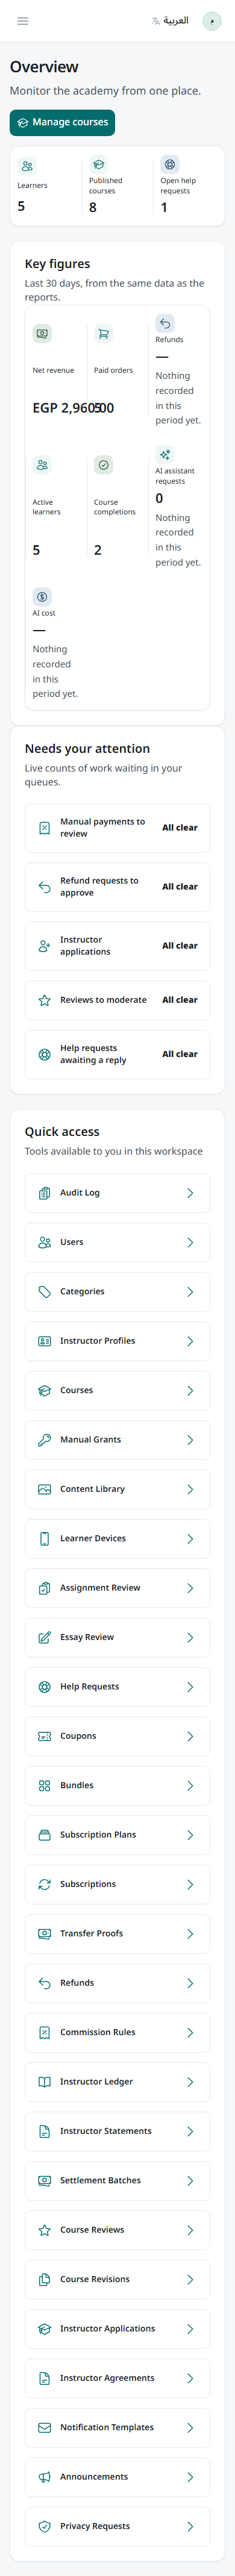 العربية
م
Overview
Monitor the academy from one place.
Manage courses
Learners
5
Published
courses
8
Open help
requests
1
Key figures
Last 30 days, from the same data as the
reports.
Net revenue
Paid orders
Refunds
—
Nothing
recorded
in this
period yet.
Active
learners
5
Course
completions
2
AI assistant
requests
0
Nothing
recorded
in this
period yet.
AI cost
—
Nothing
recorded
in this
period yet.
Needs your attention
Live counts of work waiting in your
queues.
Manual payments to
review
All clear
Refund requests to
approve
All clear
Instructor
applications
All clear
Reviews to moderate
All clear
Help requests
awaiting a reply
All clear
Quick access
Tools available to you in this workspace
Audit Log
Users
Categories
Instructor Profiles
Courses
Manual Grants
Content Library
Learner Devices
Assignment Review
Essay Review
Help Requests
Coupons
Bundles
Subscription Plans
Subscriptions
Transfer Proofs
Refunds
Commission Rules
Instructor Ledger
Instructor Statements
Settlement Batches
Course Reviews
Course Revisions
Instructor Applications
Instructor Agreements
Notification Templates
Announcements
Privacy Requests